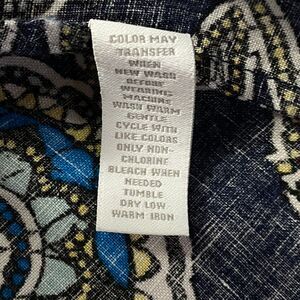 COLOR MAY
TRANSFER
WHEN
NEW WASH
BEFORE
WEARING
MACHINE
WASH WARM
GENTLE
CYCLE WITH
LIKE COLORS
ONLY NON-
CHLORINE
BLEACH WHEN
NEEDED
TUMBLE
DRY LOW
WARM IRON